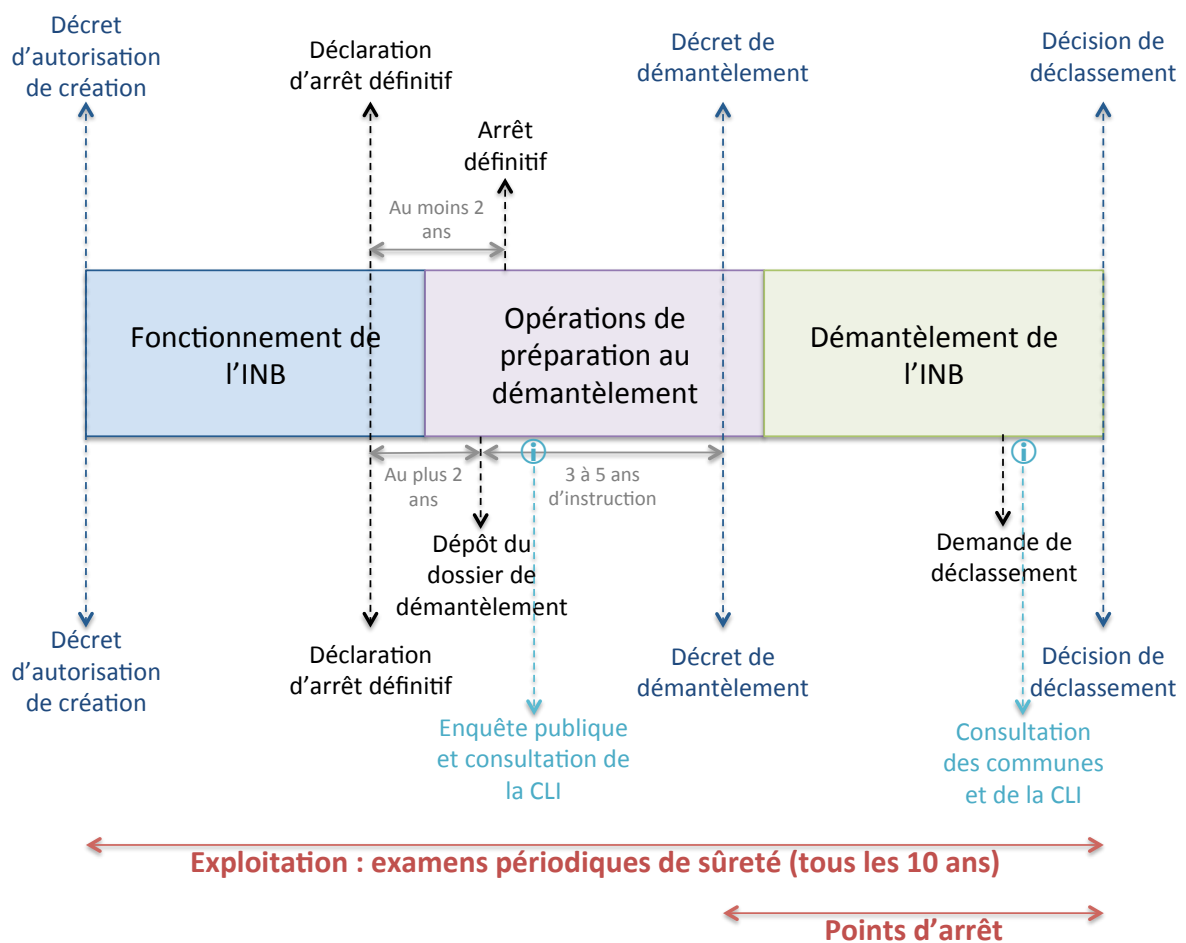 Décret
d'autorisation
de création
Déclaration
d'arrêt définitif
Décret de
démantèlement
Décision de
déclassement
Arrêt
définitif
Au moins 2
ans
Fonctionnement de
l'INB
Opérations de
préparation au
démantèlement
Démantèlement de
l'INB
i
i
Au plus 2
ans
3 à 5 ans
d'instruction
Dépôt du
dossier de
démantèlement
Demande de
déclassement
Décret
d'autorisation
de création
Déclaration
d'arrêt définitif
Décret de
démantèlement
Décision de
déclassement
Enquête publique
et consultation de
la CLI
Consultation
des communes
et de la CLI
Exploitation : examens périodiques de sûreté (tous les 10 ans)
Points d'arrêt